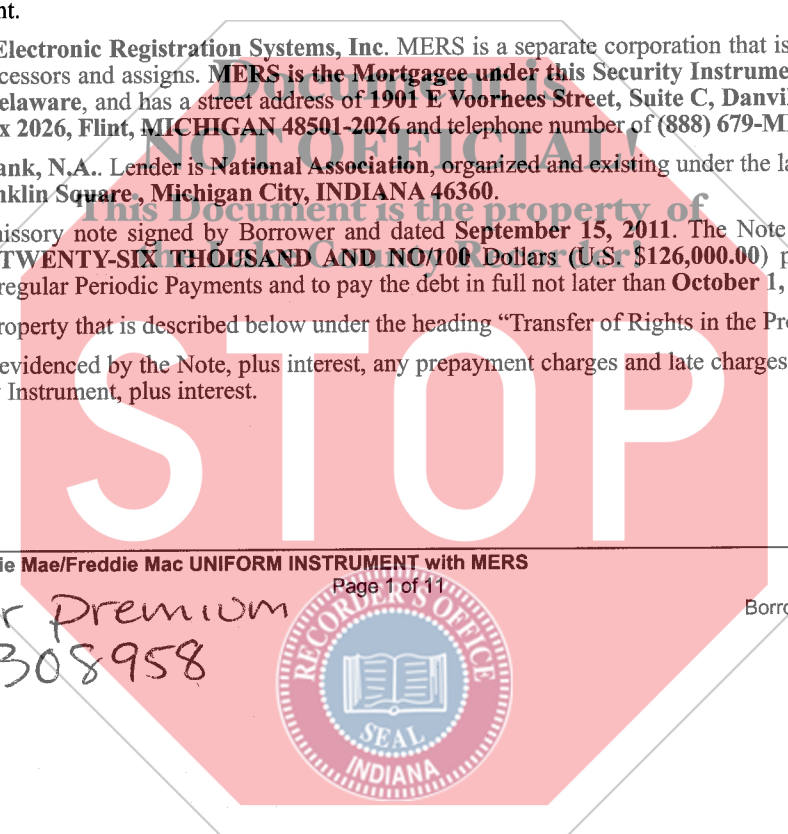 nt.
Electronic Registration Systems, Inc. MERS is a separate corporation that is
cessors and assigns. MERS is the Mortgagee under this Security Instrume
elaware, and has a street address of 1901 E Voorhees Street, Suite C, Danvil
x 2026, Flint, MICHIGAN 48501-2026 and telephone number of (888) 679-M
ank, N.A.. Lender is National Association, organized and existing under the la
nklin Square , Michigan City, INDIANA 46360.
nissory note signed by Borrower and dated September 15, 2011. The Note
TWENTY-SIX THOUSAND AND NO/100 Dollars (U.S. $126,000.00) p
regular Periodic Payments and to pay the debt in full not later than October 1,
roperty that is described below under the heading “Transfer of Rights in the Pr
evidenced by the Note, plus interest, any prepayment charges and late charges
Instrument, plus interest.
Document is
NOT OFFICIAL!
This Document is the property of
the Lake County Recorder!
STOP
ie Mae/Freddie Mac UNIFORM INSTRUMENT with MERS
Page 1 of 11
Borro
r Premium
308958
RECORDER'S OFFICE
SEAL
INDIANA